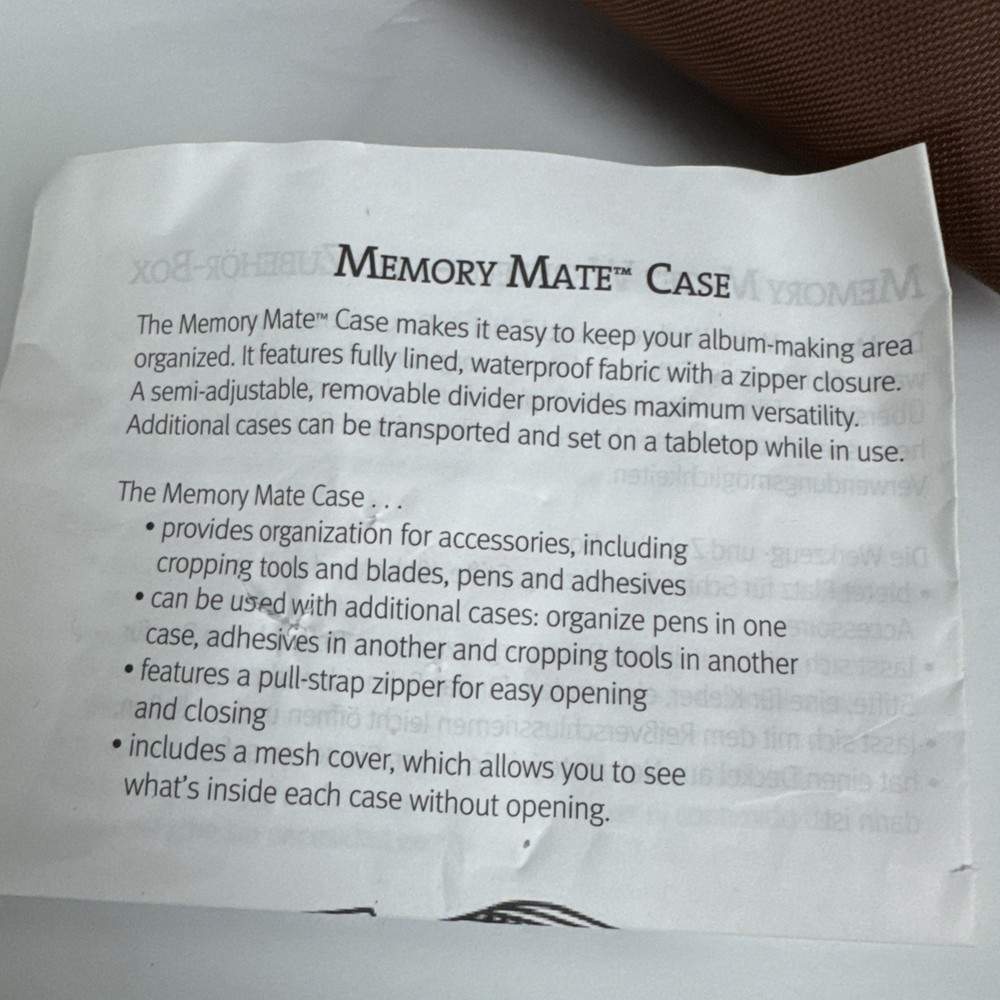 MEMORY MATE™ CASE
The Memory Mate™ Case makes it easy to keep your album-making area
organized. It features fully lined, waterproof fabric with a zipper closure.
A semi-adjustable, removable divider provides maximum versatility.
Additional cases can be transported and set on a tabletop while in use.
The Memory Mate Case . . .
• provides organization for accessories, including
cropping tools and blades, pens and adhesives
• can be used with additional cases: organize pens in one
case, adhesives in another and cropping tools in another
• features a pull-strap zipper for easy opening
and closing
• includes a mesh cover, which allows you to see
what's inside each case without opening.